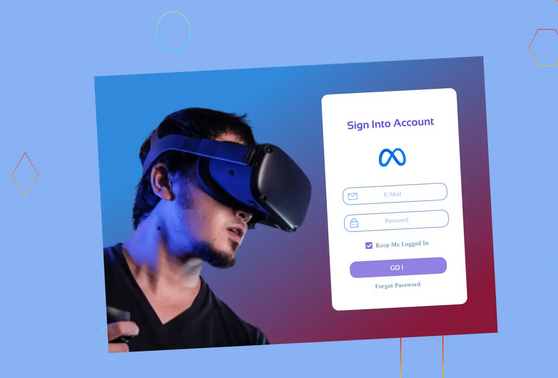 Sign Into Account
E-Mail
Password
Keep Me Logged In
GO !
Forgot Password